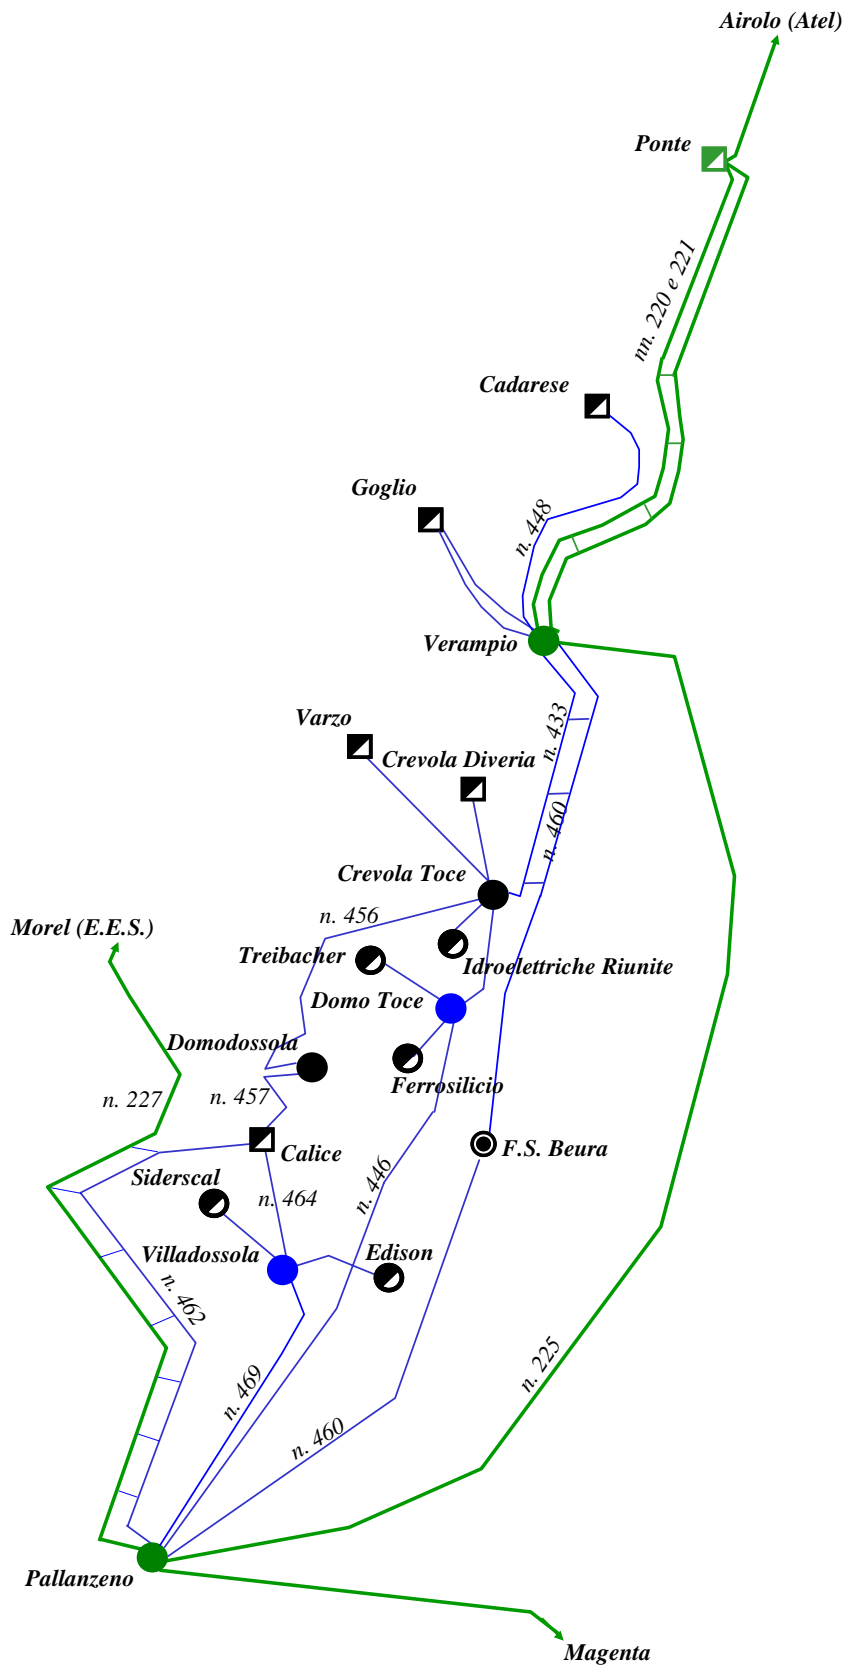 Airolo (Atel)
Ponte
nn. 220 e 221
Cadarese
Goglio
n. 448
Verampio
Varzo
n. 433
Crevola Diveria
n. 460
Crevola Toce
n. 456
Morel (E.E.S.)
Treibacher
Idroelettriche Riunite
Domo Toce
Domodossola
Ferrosilicio
n. 227
n. 457
Calice
F.S. Beura
Siderscal
n. 464
n. 446
Villadossola
Edison
n. 462
n. 469
n. 225
n. 460
Pallanzeno
Magenta